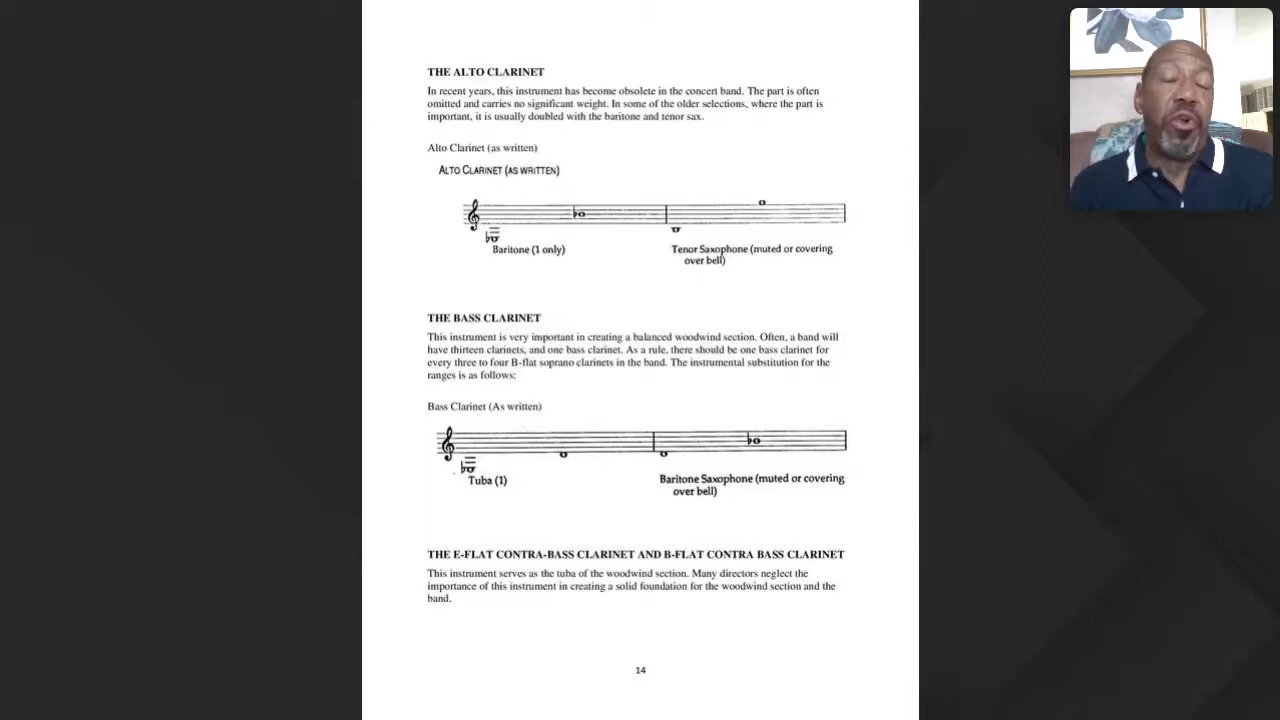 THE ALTO CLARINET
In recent years, this instrument has become obsolete in the concert band. The part is often
omitted and carries no significant weight. In some of the older selections, where the part is
important, it is usually doubled with the baritone and tenor sax.
Alto Clarinet (as written)
ALTO CLARINET (AS WRITTEN)
Baritone (1 only)
Tenor Saxophone (muted or covering
over bell)
THE BASS CLARINET
This instrument is very important in creating a balanced woodwind section. Often, a band will
have thirteen clarinets, and one bass clarinet. As a rule, there should be one bass clarinet for
every three to four B-flat soprano clarinets in the band. The instrumental substitution for the
ranges is as follows:
Bass Clarinet (As written)
Tuba (1)
Baritone Saxophone (muted or covering
over bell)
THE E-FLAT CONTRA-BASS CLARINET AND B-FLAT CONTRA BASS CLARINET
This instrument serves as the tuba of the woodwind section. Many directors neglect the
importance of this instrument in creating a solid foundation for the woodwind section and the
band.
14